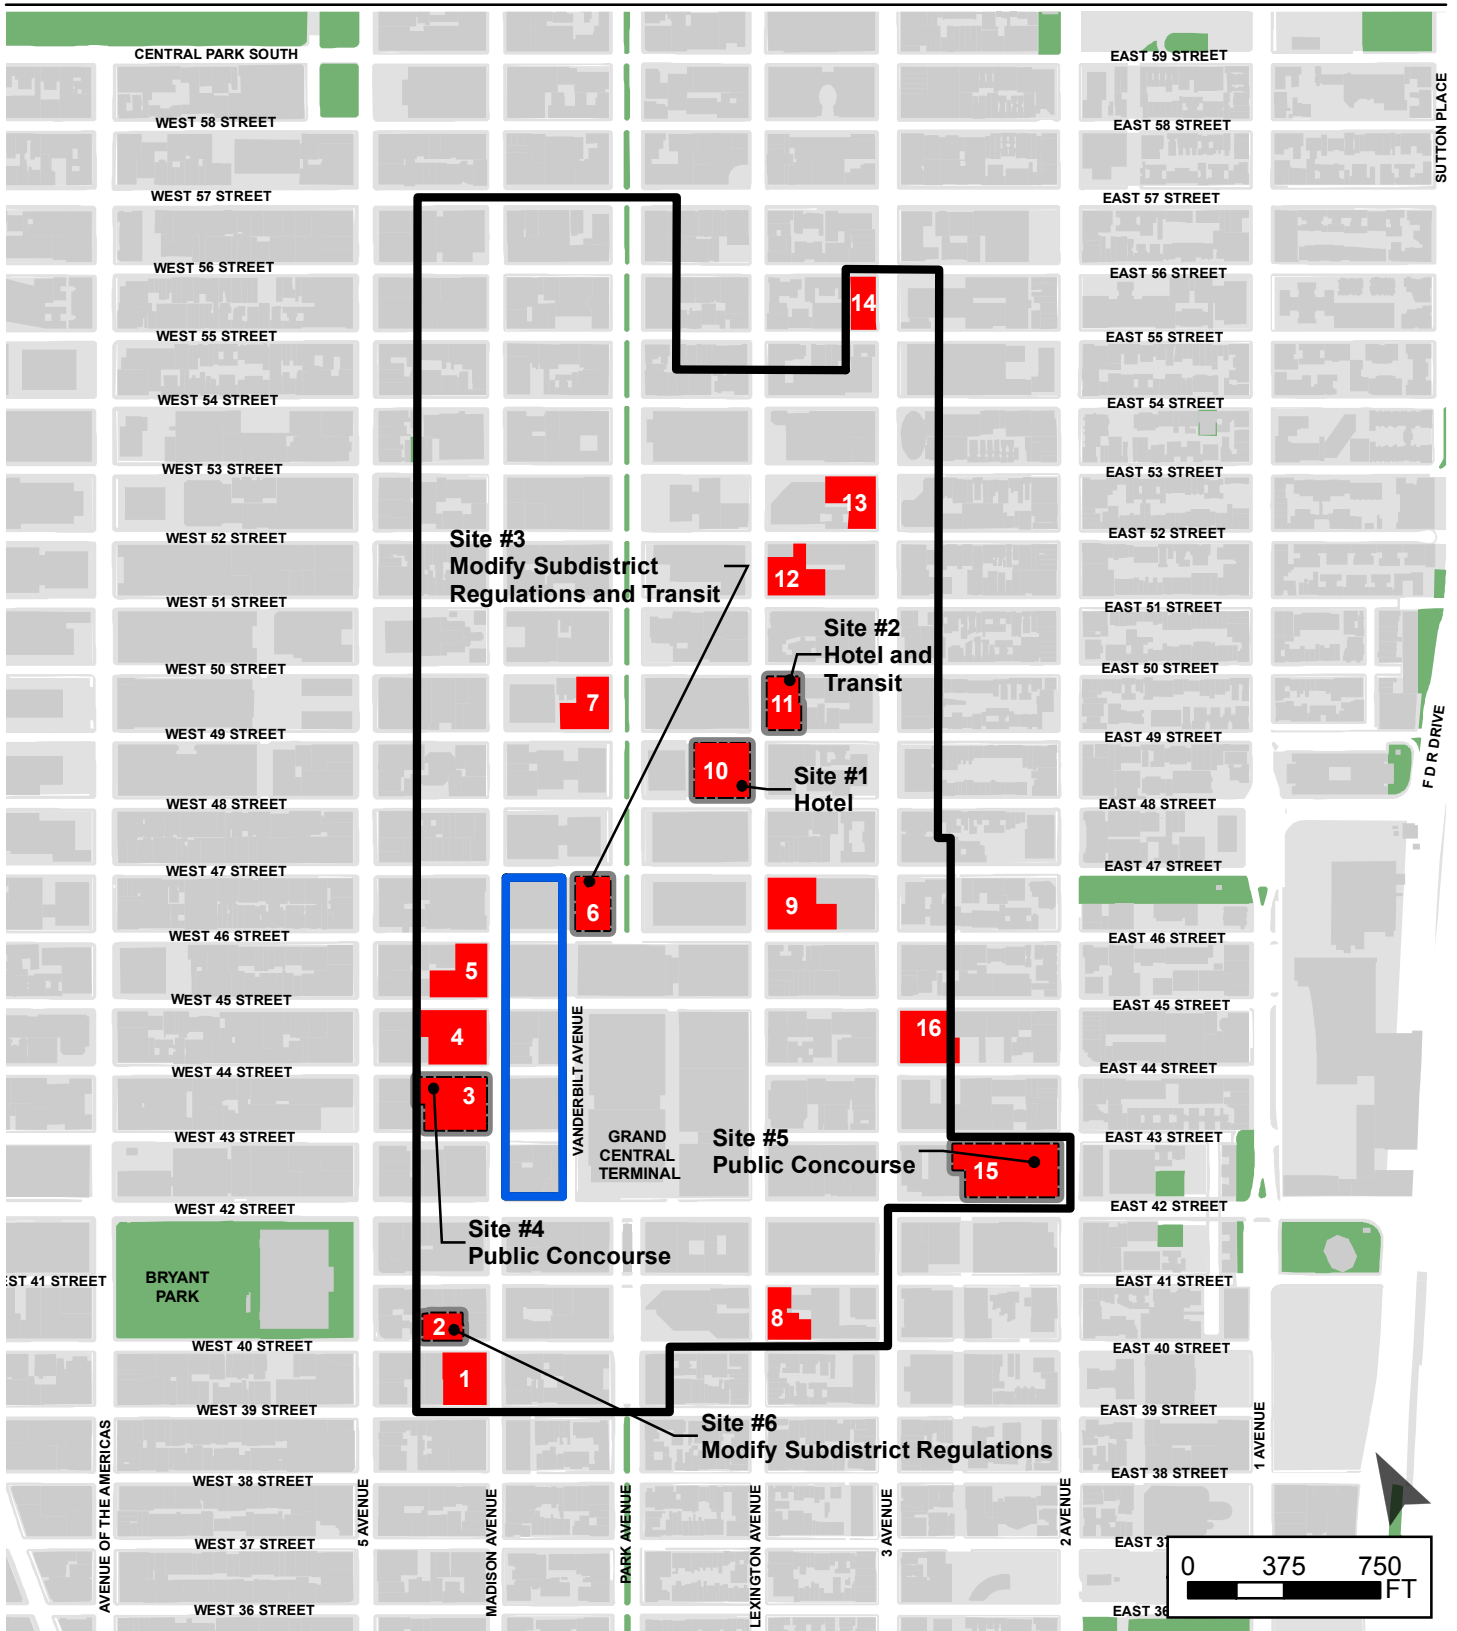 CENTRAL PARK SOUTH
EAST 59 STREET
WEST 58 STREET
EAST 58 STREET
SUTTON PLACE
WEST 57 STREET
EAST 57 STREET
WEST 56 STREET
EAST 56 STREET
14
WEST 55 STREET
EAST 55 STREET
WEST 54 STREET
EAST 54 STREET
WEST 53 STREET
EAST 53 STREET
13
WEST 52 STREET
EAST 52 STREET
Site #3
Modify Subdistrict
Regulations and Transit
12
WEST 51 STREET
EAST 51 STREET
Site #2
Hotel and
Transit
WEST 50 STREET
EAST 50 STREET
7
11
WEST 49 STREET
EAST 49 STREET
F D R DRIVE
10
Site #1
Hotel
WEST 48 STREET
EAST 48 STREET
WEST 47 STREET
EAST 47 STREET
6
9
WEST 46 STREET
EAST 46 STREET
5
WEST 45 STREET
EAST 45 STREET
4
16
VANDERBILT AVENUE
WEST 44 STREET
EAST 44 STREET
3
WEST 43 STREET
EAST 43 STREET
GRAND
CENTRAL
TERMINAL
Site #5
Public Concourse
15
WEST 42 STREET
EAST 42 STREET
Site #4
Public Concourse
EST 41 STREET
EAST 41 STREET
BRYANT
PARK
2
8
WEST 40 STREET
EAST 40 STREET
1
WEST 39 STREET
EAST 39 STREET
Site #6
Modify Subdistrict Regulations
WEST 38 STREET
EAST 38 STREET
AVENUE OF THE AMERICAS
5 AVENUE
MADISON AVENUE
PARK AVENUE
LEXINGTON AVENUE
3 AVENUE
2 AVENUE
1 AVENUE
WEST 37 STREET
EAST 37
WEST 36 STREET
EAST 36
0 375 750
FT